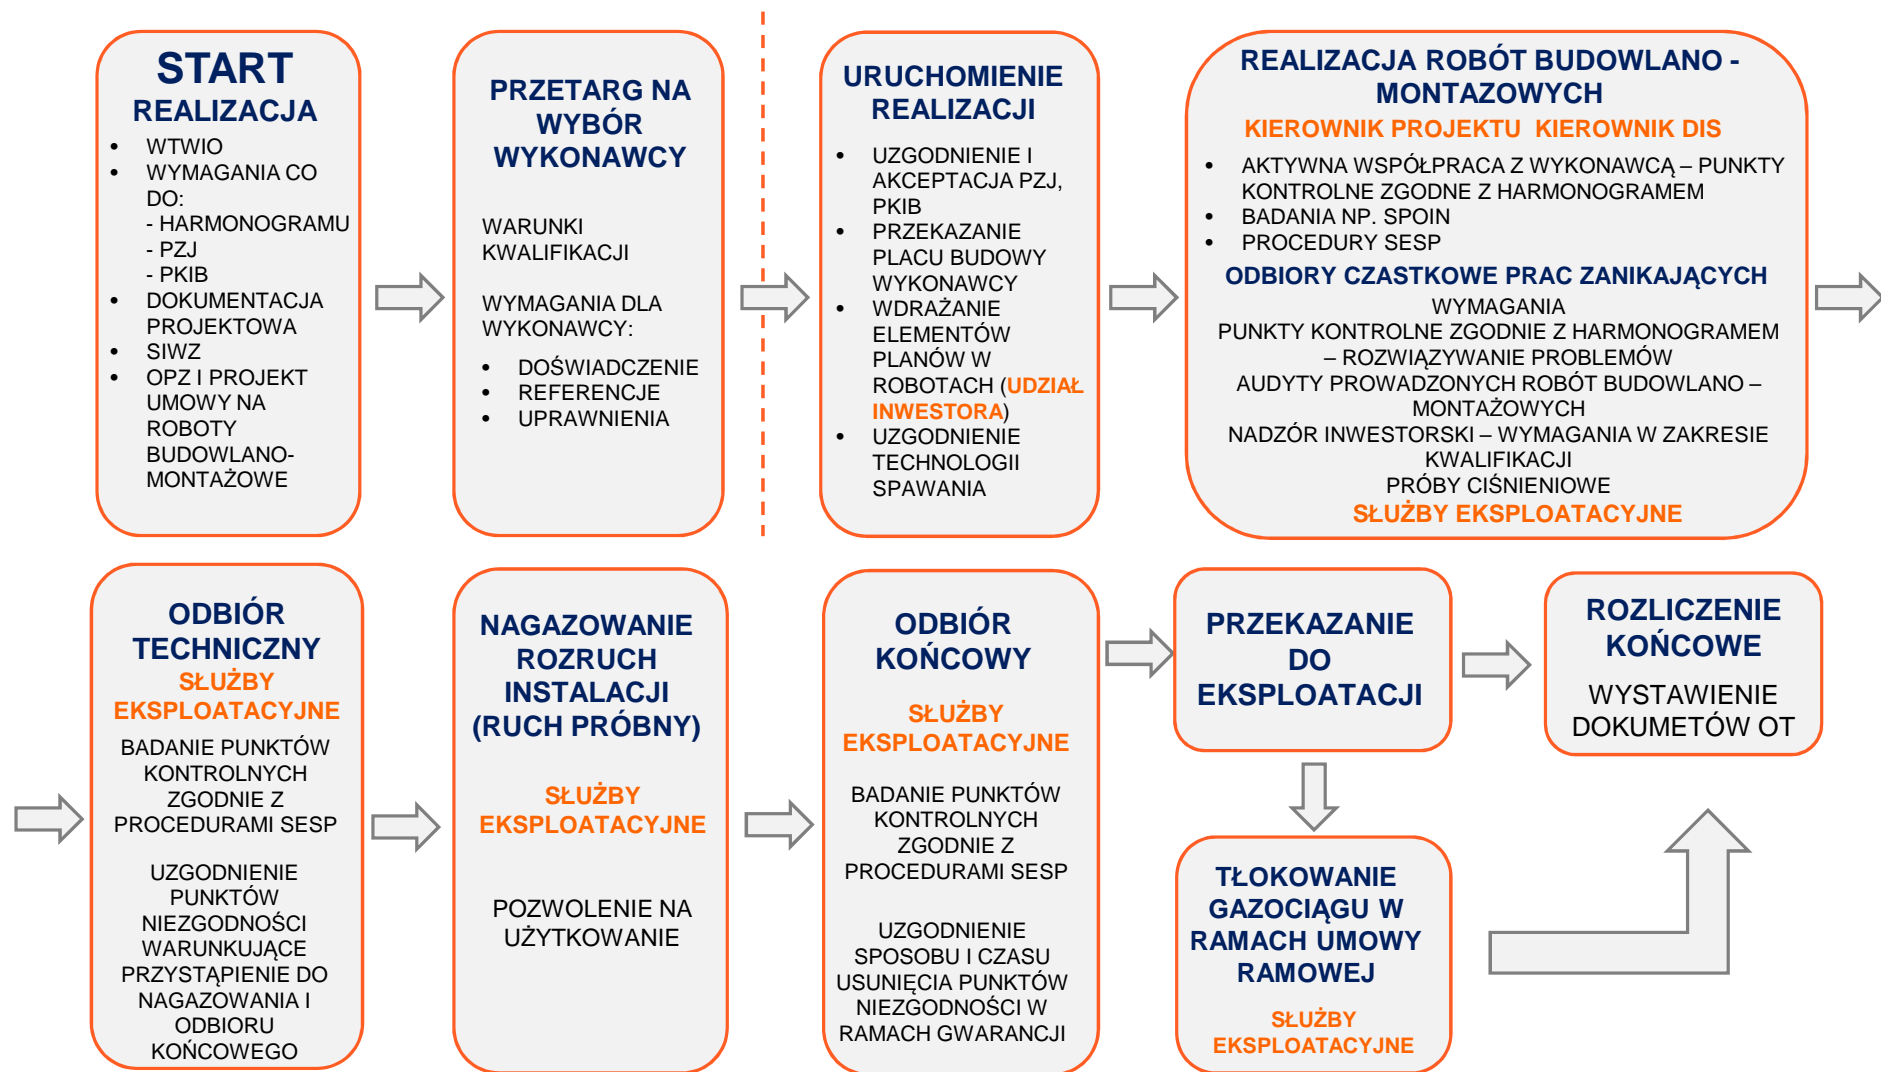 START
REALIZACJA
• WTWIO
• WYMAGANIA CO
DO:
- HARMONOGRAMU
- PZJ
- PKIB
• DOKUMENTACJA
PROJEKTOWA
• SIWZ
• OPZ I PROJEKT
UMOWY NA
ROBOTY
BUDOWLANO-
MONTAŻOWE
PRZETARG NA
WYBÓR
WYKONAWCY
WARUNKI
KWALIFIKACJI
WYMAGANIA DLA
WYKONAWCY:
• DOŚWIADCZENIE
• REFERENCJE
• UPRAWNIENIA
URUCHOMIENIE
REALIZACJI
• UZGODNIENIE I
AKCEPTACJA PZJ,
PKIB
• PRZEKAZANIE
PLACU BUDOWY
WYKONAWCY
• WDRAŻANIE
ELEMENTÓW
PLANÓW W
ROBOTACH (UDZIAŁ
INWESTORA)
• UZGODNIENIE
TECHNOLOGII
SPAWANIA
REALIZACJA ROBÓT BUDOWLANO -
MONTAZOWYCH
KIEROWNIK PROJEKTU KIEROWNIK DIS
• AKTYWNA WSPÓŁPRACA Z WYKONAWCĄ – PUNKTY
KONTROLNE ZGODNE Z HARMONOGRAMEM
• BADANIA NP. SPOIN
• PROCEDURY SESP
ODBIORY CZASTKOWE PRAC ZANIKAJĄCYCH
WYMAGANIA
PUNKTY KONTROLNE ZGODNIE Z HARMONOGRAMEM
– ROZWIĄZYWANIE PROBLEMÓW
AUDYTY PROWADZONYCH ROBÓT BUDOWLANO –
MONTAŻOWYCH
NADZÓR INWESTORSKI – WYMAGANIA W ZAKRESIE
KWALIFIKACJI
PRÓBY CIŚNIENIOWE
SŁUŻBY EKSPLOATACYJNE
ODBIÓR
TECHNICZNY
SŁUŻBY
EKSPLOATACYJNE
BADANIE PUNKTÓW
KONTROLNYCH
ZGODNIE Z
PROCEDURAMI SESP
UZGODNIENIE
PUNKTÓW
NIEZGODNOŚCI
WARUNKUJĄCE
PRZYSTĄPIENIE DO
NAGAZOWANIA I
ODBIORU
KOŃCOWEGO
NAGAZOWANIE
ROZRUCH
INSTALACJI
(RUCH PRÓBNY)
SŁUŻBY
EKSPLOATACYJNE
POZWOLENIE NA
UŻYTKOWANIE
ODBIÓR
KOŃCOWY
SŁUŻBY
EKSPLOATACYJNE
BADANIE PUNKTÓW
KONTROLNYCH
ZGODNIE Z
PROCEDURAMI SESP
UZGODNIENIE
SPOSOBU I CZASU
USUNIĘCIA PUNKTÓW
NIEZGODNOŚCI W
RAMACH GWARANCJI
PRZEKAZANIE
DO
EKSPLOATACJI
TŁOKOWANIE
GAZOCIĄGU W
RAMACH UMOWY
RAMOWEJ
SŁUŻBY
EKSPLOATACYJNE
ROZLICZENIE
KOŃCOWE
WYSTAWIENIE
DOKUMETÓW OT